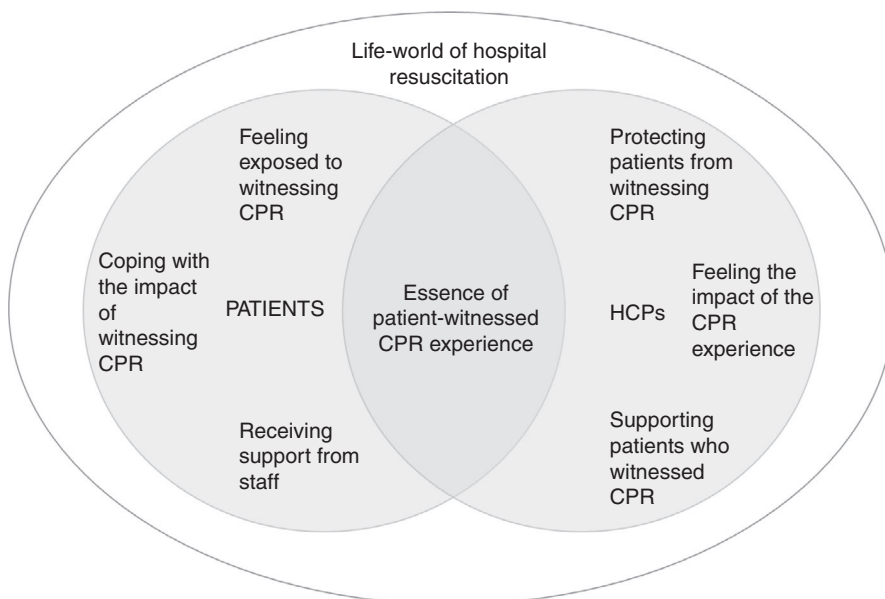 Life-world of hospital
resuscitation
Feeling
exposed to
witnessing
CPR
Coping with
the impact
of
witnessing
CPR
PATIENTS
Receiving
support from
staff
Essence of
patient-witnessed
CPR experience
Protecting
patients from
witnessing
CPR
HCPs
Feeling the
impact of the
CPR
experience
Supporting
patients who
witnessed
CPR